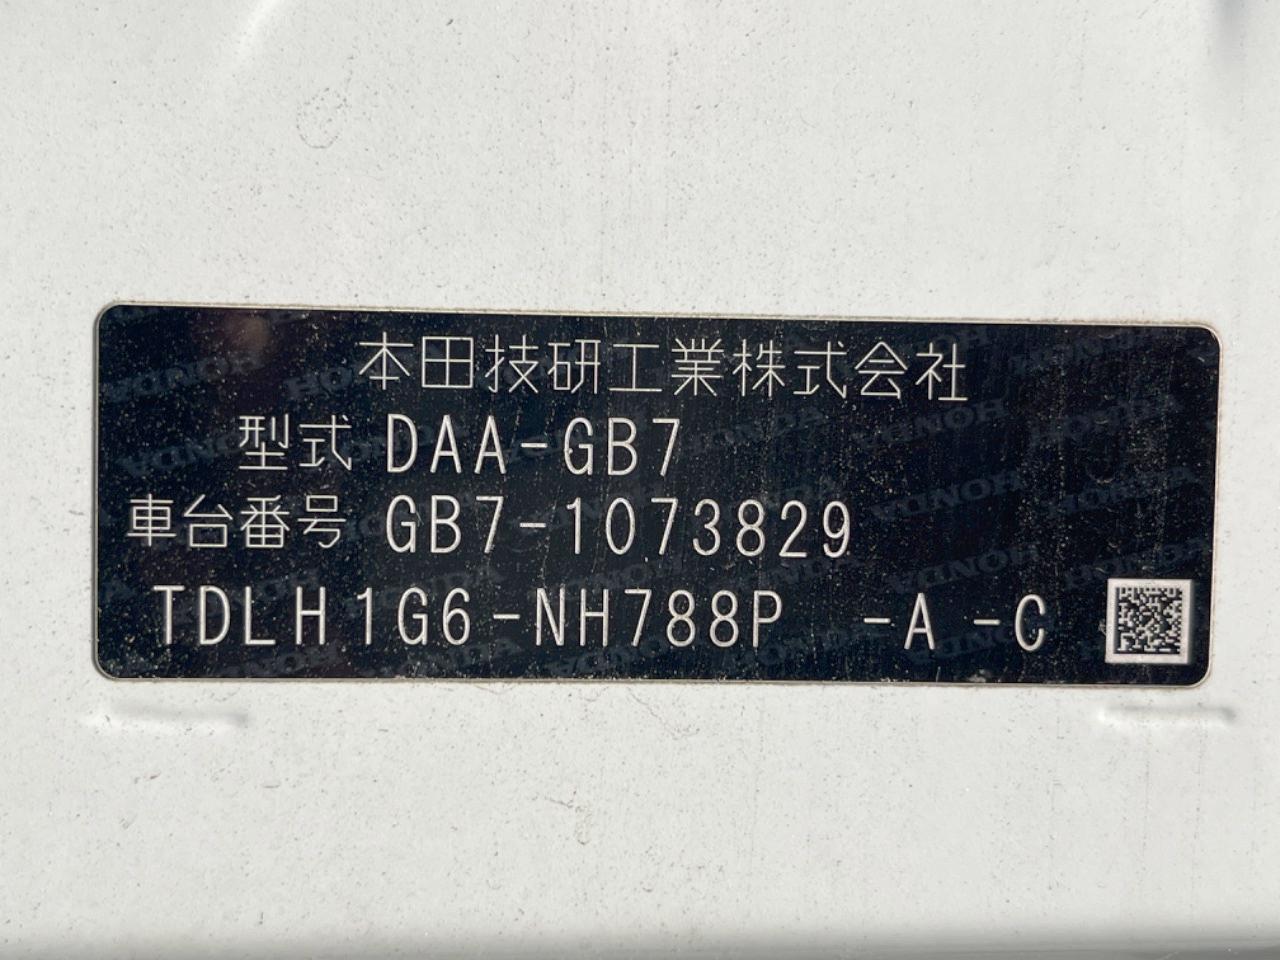 本田技研工業株式会社
型式 DAA-GB7
車台番号 GB7-1073829
TDLH1G6-NH788P -A -C